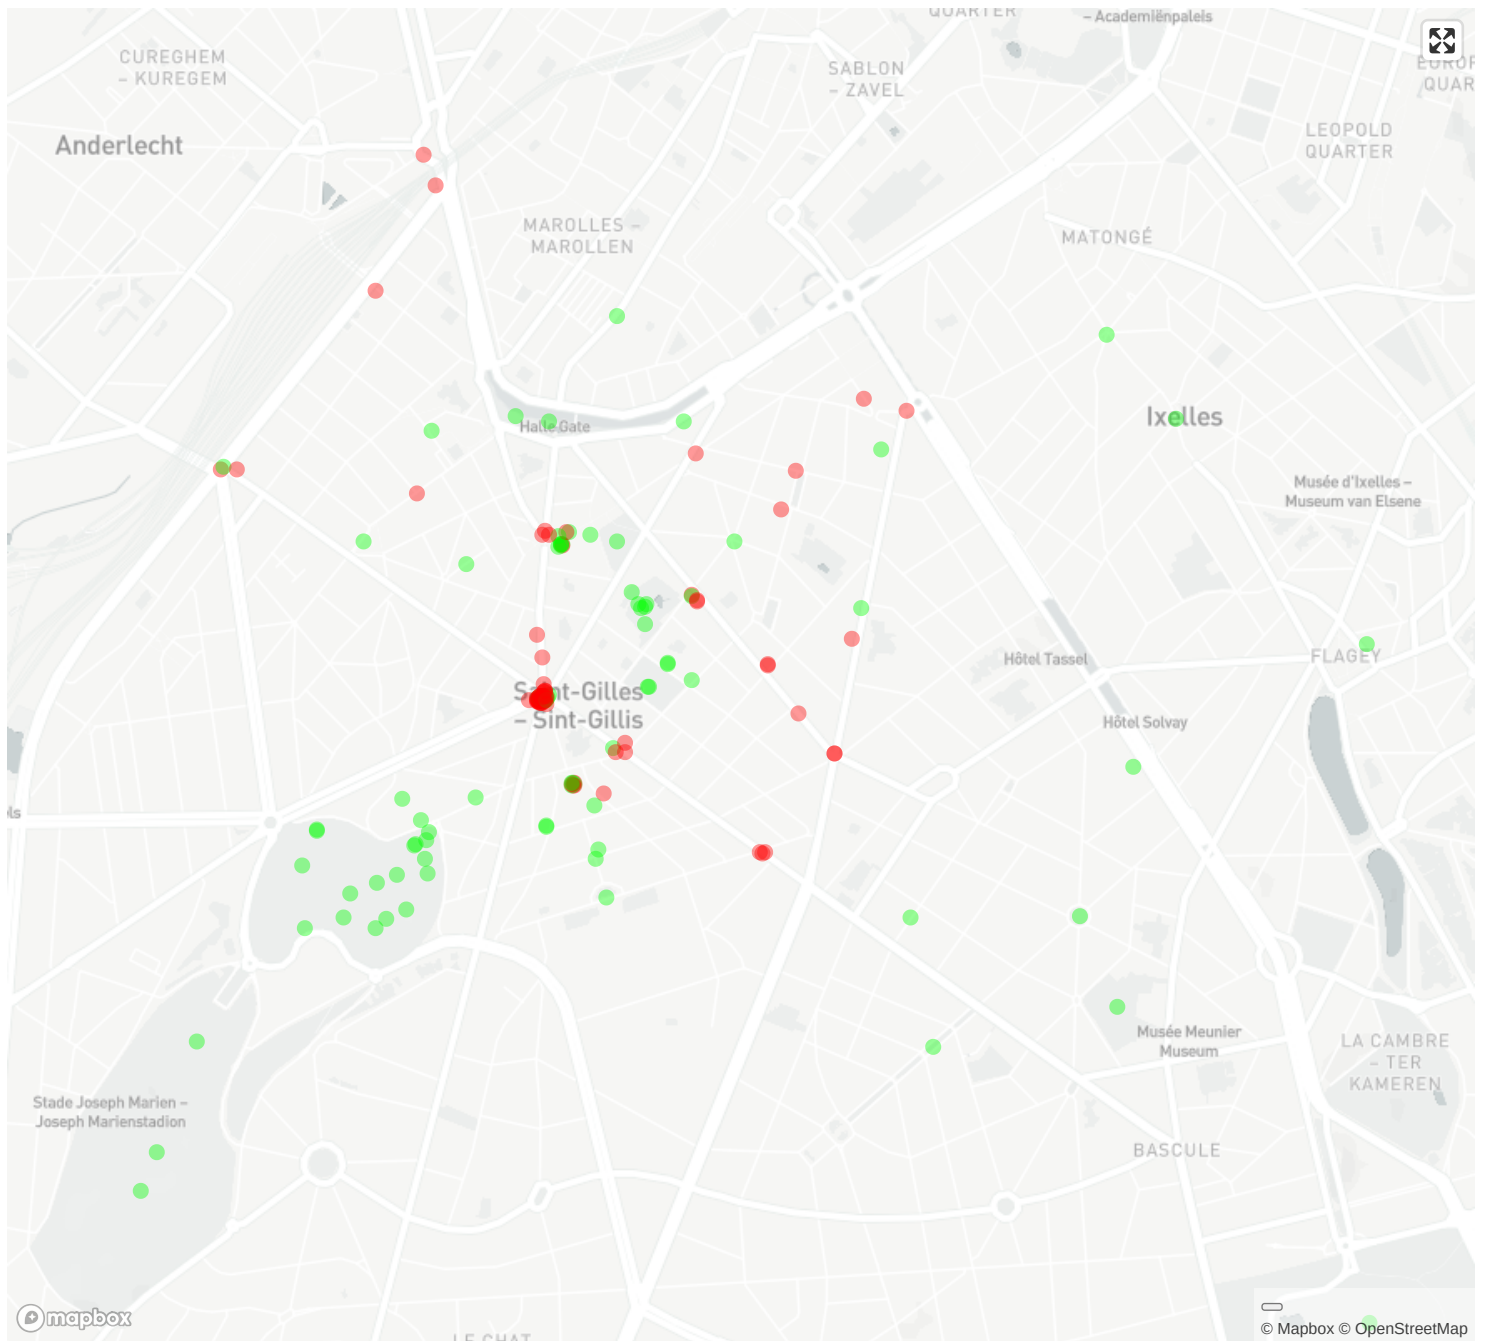 QUARTER
– Academiënpaleis
CUREGHEM
– KUREGEM
SABLON
– ZAVEL
EUROP
QUAR
Anderlecht
LEOPOLD
QUARTER
MAROLLES –
MAROLLEN
MATONGÉ
Ixelles
Halle Gate
Musée d'Ixelles –
Museum van Elsene
Hôtel Tassel
FLAGEY
Saint-Gilles
– Sint-Gillis
Hôtel Solvay
els
Musée Meunier
Museum
LA CAMBRE
– TER
KAMEREN
Stade Joseph Marien –
Joseph Marienstadion
BASCULE
mapbox
LE CHAT
© Mapbox © OpenStreetMap